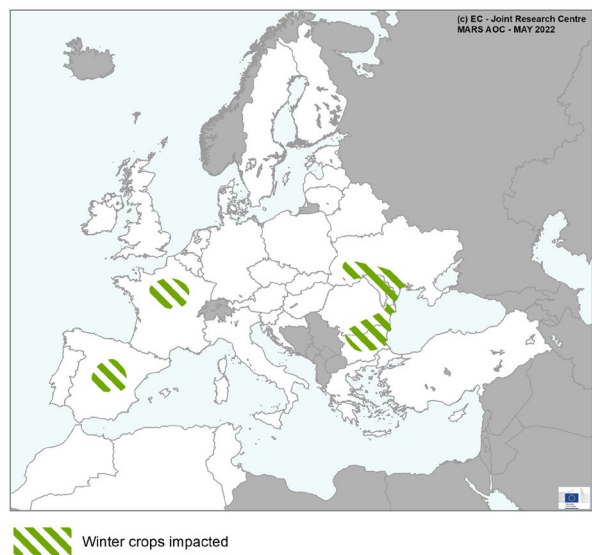 (c) EC - Joint Research Centre
MARS AOC - MAY 2022
Winter crops impacted